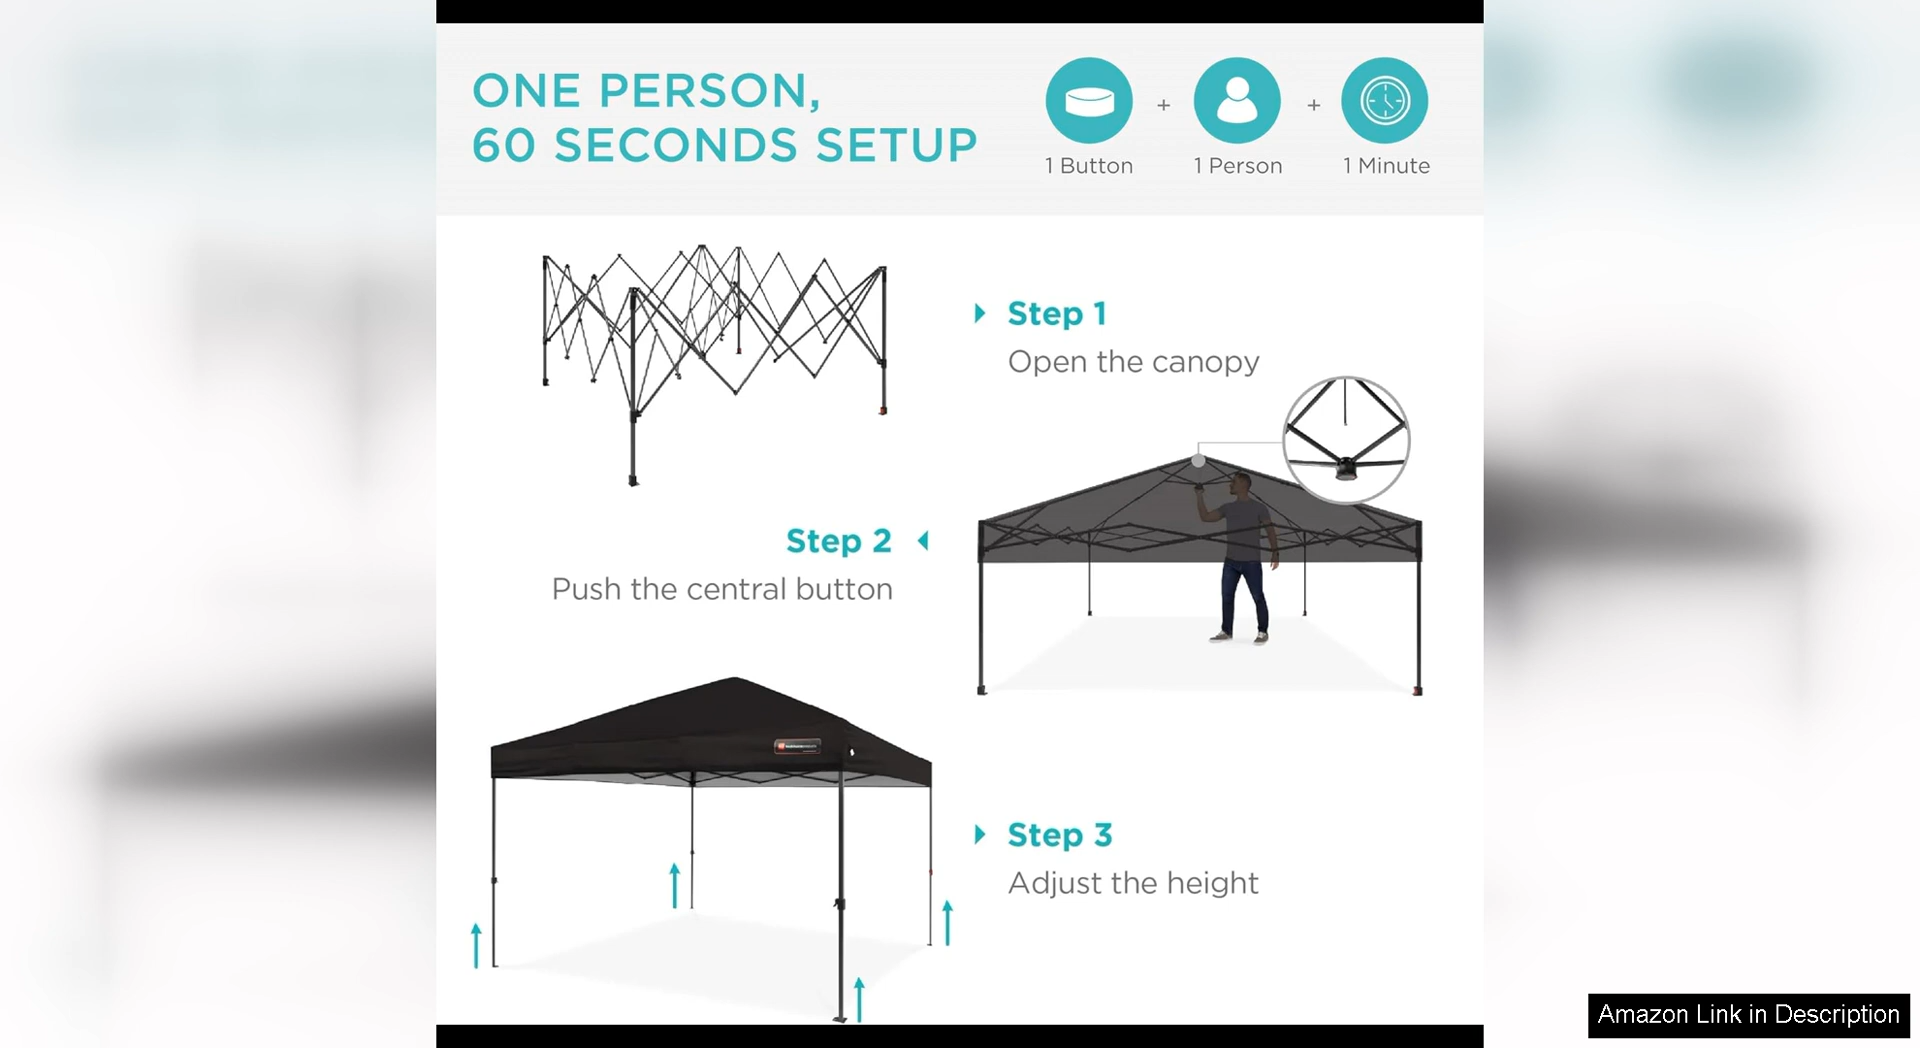 ONE PERSON,
60 SECONDS SETUP
1 Button
+
1 Person
+
1 Minute
Step 1
Open the canopy
Step 2
Push the central button
Step 3
Adjust the height
Amazon Link in Description